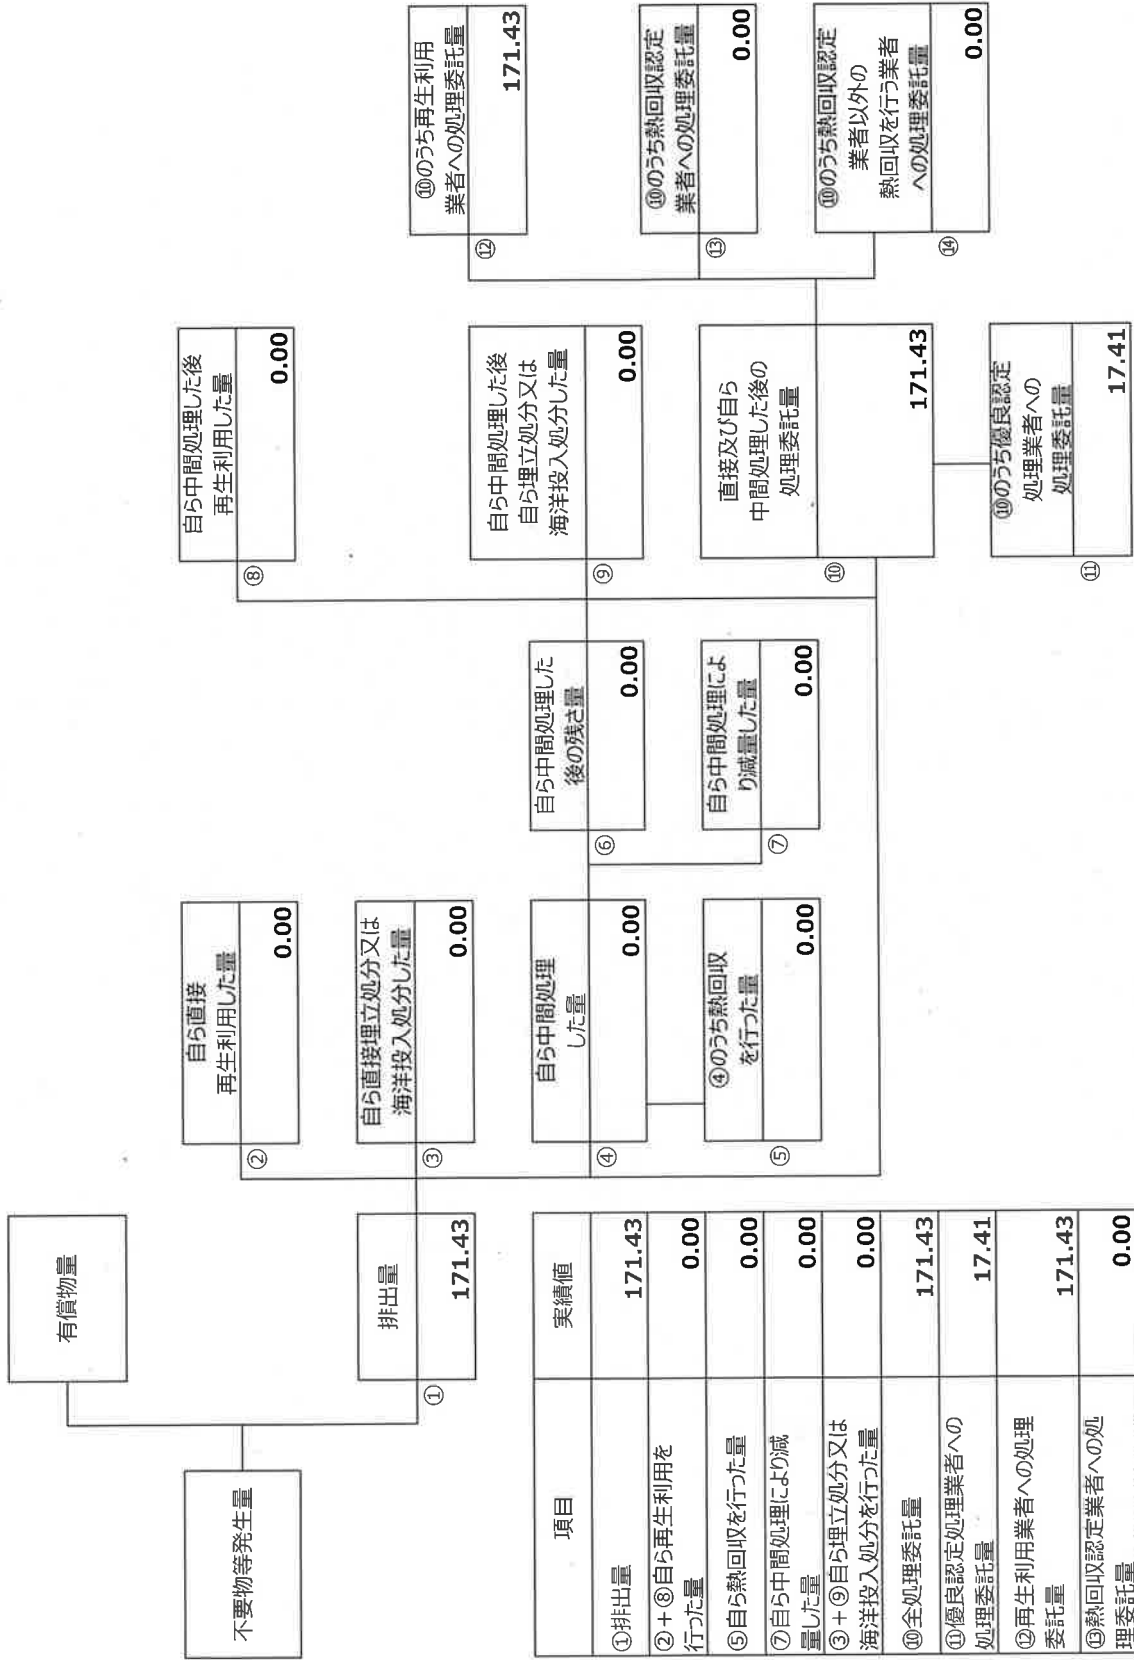 不要物等発生量
有償物量
排出量
①
171.43
自ら直接
再生利用した量
②
0.00
自ら直接埋立処分又は
海洋投入処分した量
③
0.00
自ら中間処理
した量
④
0.00
④のうち熱回収
を行った量
⑤
0.00
自ら中間処理した
後の残さ量
⑥
0.00
自ら中間処理によ
り減量した量
⑦
0.00
自ら中間処理した後
再生利用した量
⑧
0.00
自ら中間処理した後
自ら埋立処分又は
海洋投入処分した量
⑨
0.00
直接及び自ら
中間処理した後の
処理委託量
⑩
171.43
⑩のうち優良認定
処理業者への
処理委託量
⑪
17.41
⑩のうち再生利用
業者への処理委託量
⑫
171.43
⑩のうち熱回収認定
業者への処理委託量
⑬
0.00
⑩のうち熱回収認定
業者以外の
熱回収を行う業者
への処理委託量
⑭
0.00
項目 実績値
①排出量 171.43
②+⑧自ら再生利用を
行った量 0.00
⑤自ら熱回収を行った量 0.00
⑦自ら中間処理により減
量した量 0.00
③+⑨自ら埋立処分又は
海洋投入処分を行った量 0.00
⑩全処理委託量 171.43
⑪優良認定処理業者への
処理委託量 17.41
⑫再生利用業者への処理
委託量 171.43
⑬熱回収認定業者への処
理委託量 0.00